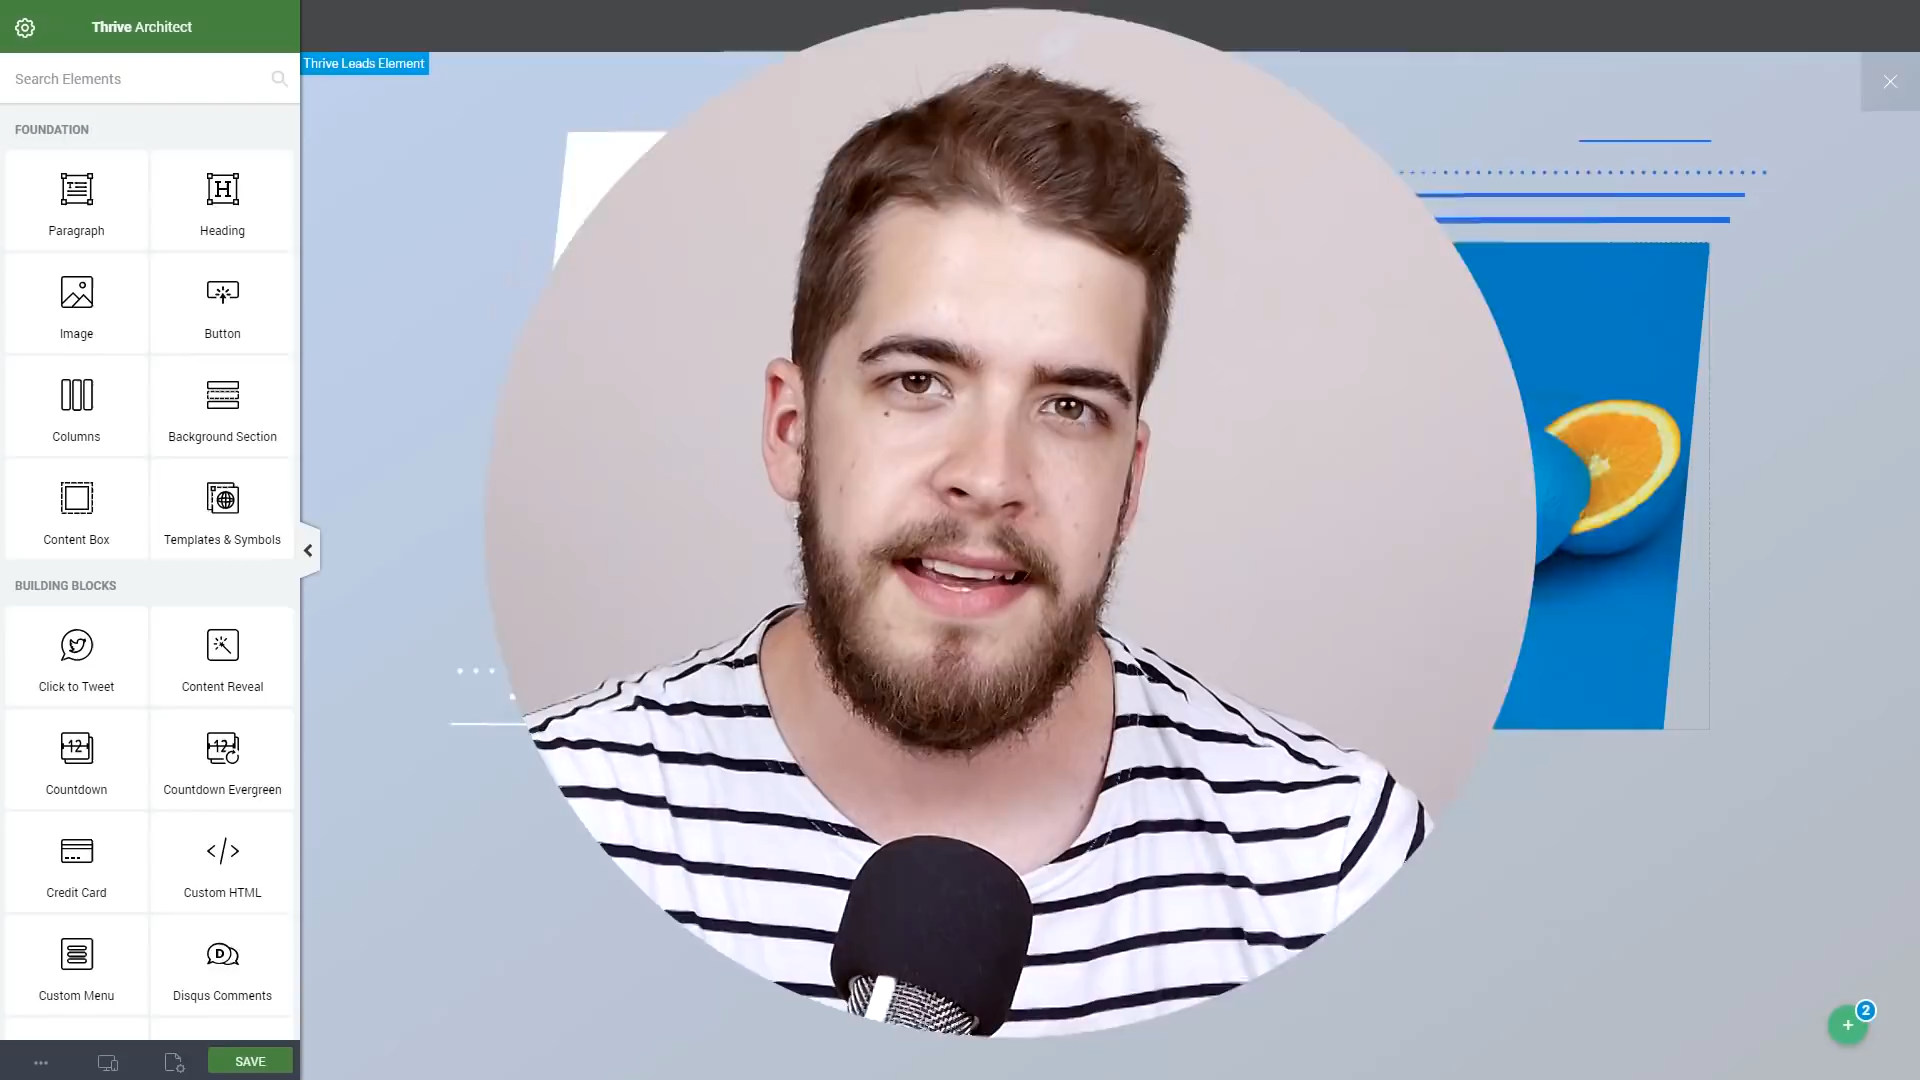 Thrive Architect
Thrive Leads Element
Search Elements
FOUNDATION
Paragraph
Heading
Image
Button
Columns
Background Section
Content Box
Templates & Symbols
BUILDING BLOCKS
Click to Tweet
Content Reveal
12
12
Countdown
Countdown Evergreen
Credit Card
Custom HTML
Custom Menu
Disqus Comments
SAVE
2